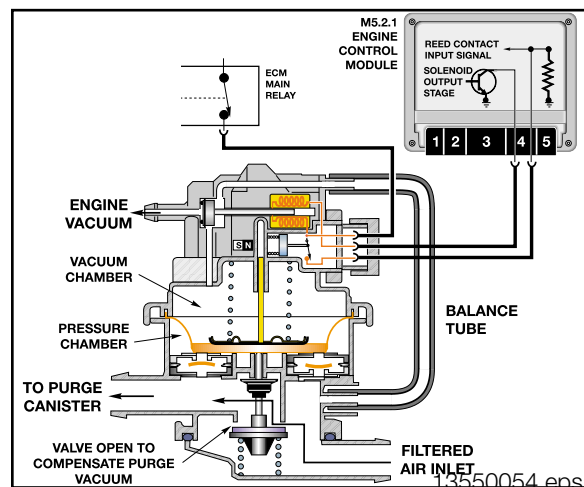 M5.2.1
ENGINE
CONTROL
MODULE
REED CONTACT
INPUT SIGNAL
SOLENOID
OUTPUT
STAGE
1 2 3 4 5
ECM
MAIN
RELAY
ENGINE
VACUUM
S N
VACUUM
CHAMBER
PRESSURE
CHAMBER
BALANCE
TUBE
TO PURGE
CANISTER
VALVE OPEN TO
COMPENSATE PURGE
VACUUM
FILTERED
AIR INLET
13550054.eps